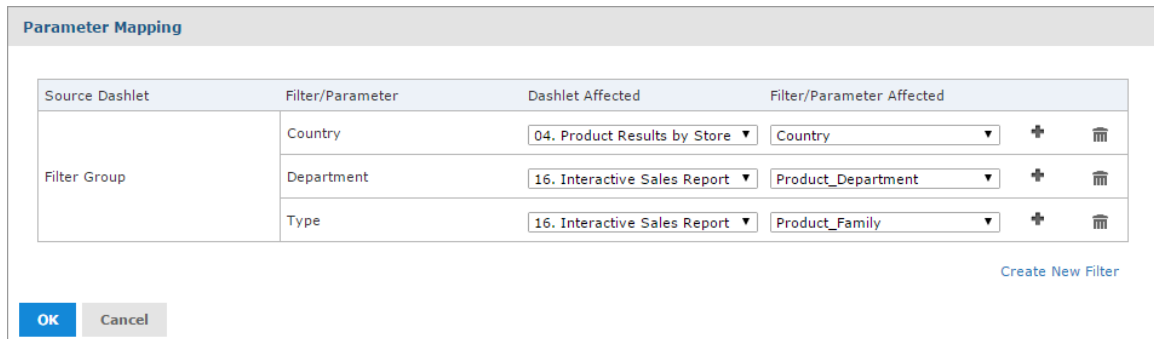 Parameter Mapping
Source Dashlet Filter/Parameter Dashlet Affected Filter/Parameter Affected
Country 04. Product Results by Store Country
Filter Group Department 16. Interactive Sales Report Product_Department
Type 16. Interactive Sales Report Product_Family
Create New Filter
OK Cancel